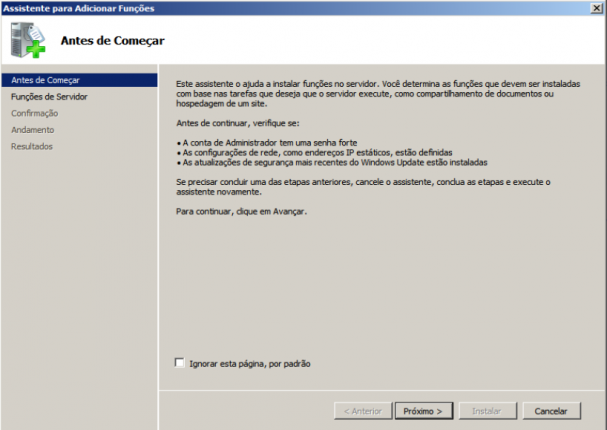 Assistente para Adicionar Funções
Antes de Começar
Antes de Começar
Funções de Servidor
Confirmação
Andamento
Resultados
Este assistente o ajuda a instalar funções no servidor. Você determina as funções que devem ser instaladas
com base nas tarefas que deseja que o servidor execute, como compartilhamento de documentos ou
hospedagem de um site.
Antes de continuar, verifique se:
• A conta de Administrador tem uma senha forte
• As configurações de rede, como endereços IP estáticos, estão definidas
• As atualizações de segurança mais recentes do Windows Update estão instaladas
Se precisar concluir uma das etapas anteriores, cancele o assistente, conclua as etapas e execute o
assistente novamente.
Para continuar, clique em Avançar.
Ignorar esta página, por padrão
< Anterior Próximo > Instalar Cancelar